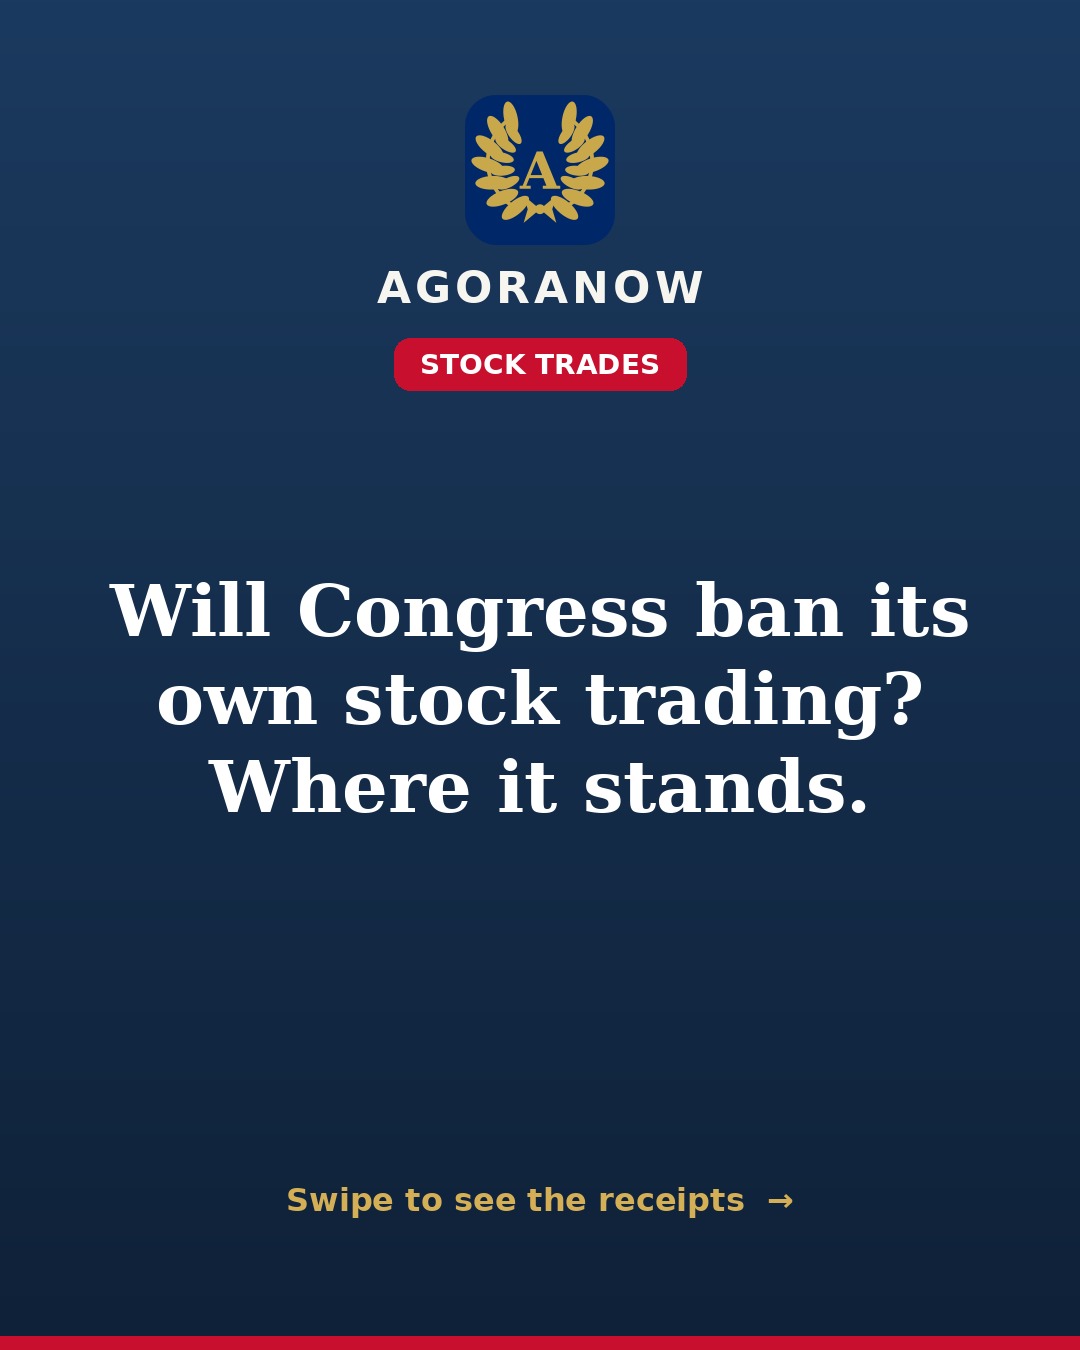 A
AGORANOW
STOCK TRADES
Will Congress ban its
own stock trading?
Where it stands.
Swipe to see the receipts →